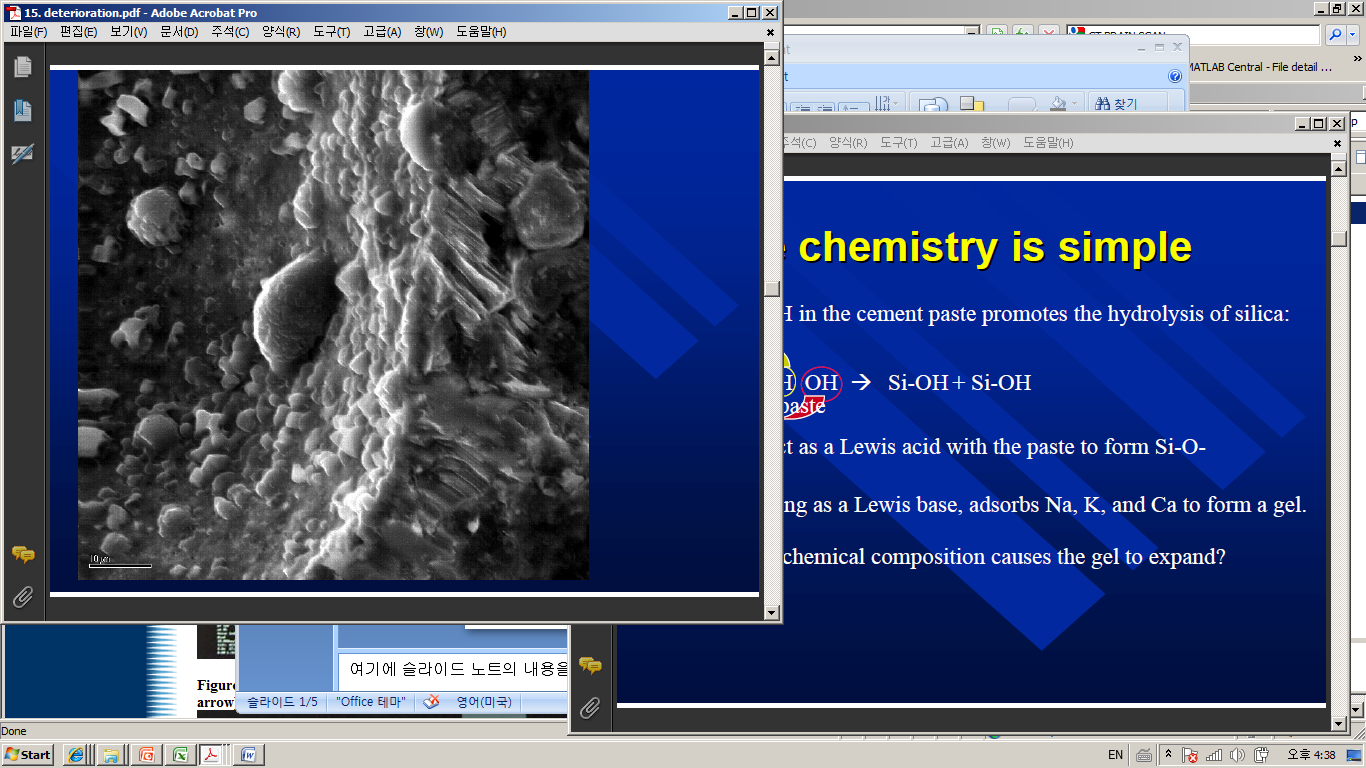 15. deterioration.pdf - Adobe Acrobat Pro
파일(F) 편집(E) 보기(V) 문서(D) 주석(C) 양식(R) 도구(T) 고급(A) 창(W) 도움말(H)
10 μm
CT BRAIN SCAN
MATLAB Central - File detail ...
찾기
주석(C) 양식(R) 도구(T) 고급(A) 창(W) 도움말(H)
chemistry is simple
H in the cement paste promotes the hydrolysis of silica:
H OH → Si-OH + Si-OH
paste
ct as a Lewis acid with the paste to form Si-O-
ng as a Lewis base, adsorbs Na, K, and Ca to form a gel.
chemical composition causes the gel to expand?
여기에 슬라이드 노트의 내용을
Figure
arrow
슬라이드 1/5 "Office 테마" 영어(미국)
Done
Start
EN
오후 4:38